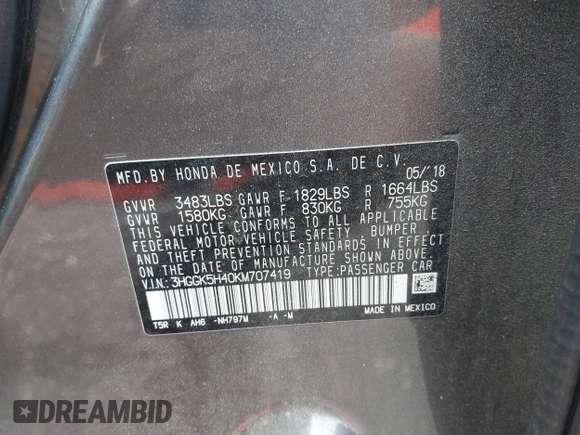 MFD.BY HONDA DE MEXICO S.A. DE C.V. 05/'18
GVWR 3483LBS GAWR F 1829LBS R 1664LBS
GVWR 1580KG GAWR F 830KG R 755KG
THIS VEHICLE CONFORMS TO ALL APPLICABLE
FEDERAL MOTOR VEHICLE SAFETY BUMPER
AND THEFT PREVENTION STANDARDS IN EFFECT
ON THE DATE OF MANUFACTURE SHOWN ABOVE.
V.I.N.: 3HGGK5H40KM707419 TYPE:PASSENGER CAR
T5R K AH6 -NH797M -A -M MADE IN MEXICO
DREAMBID